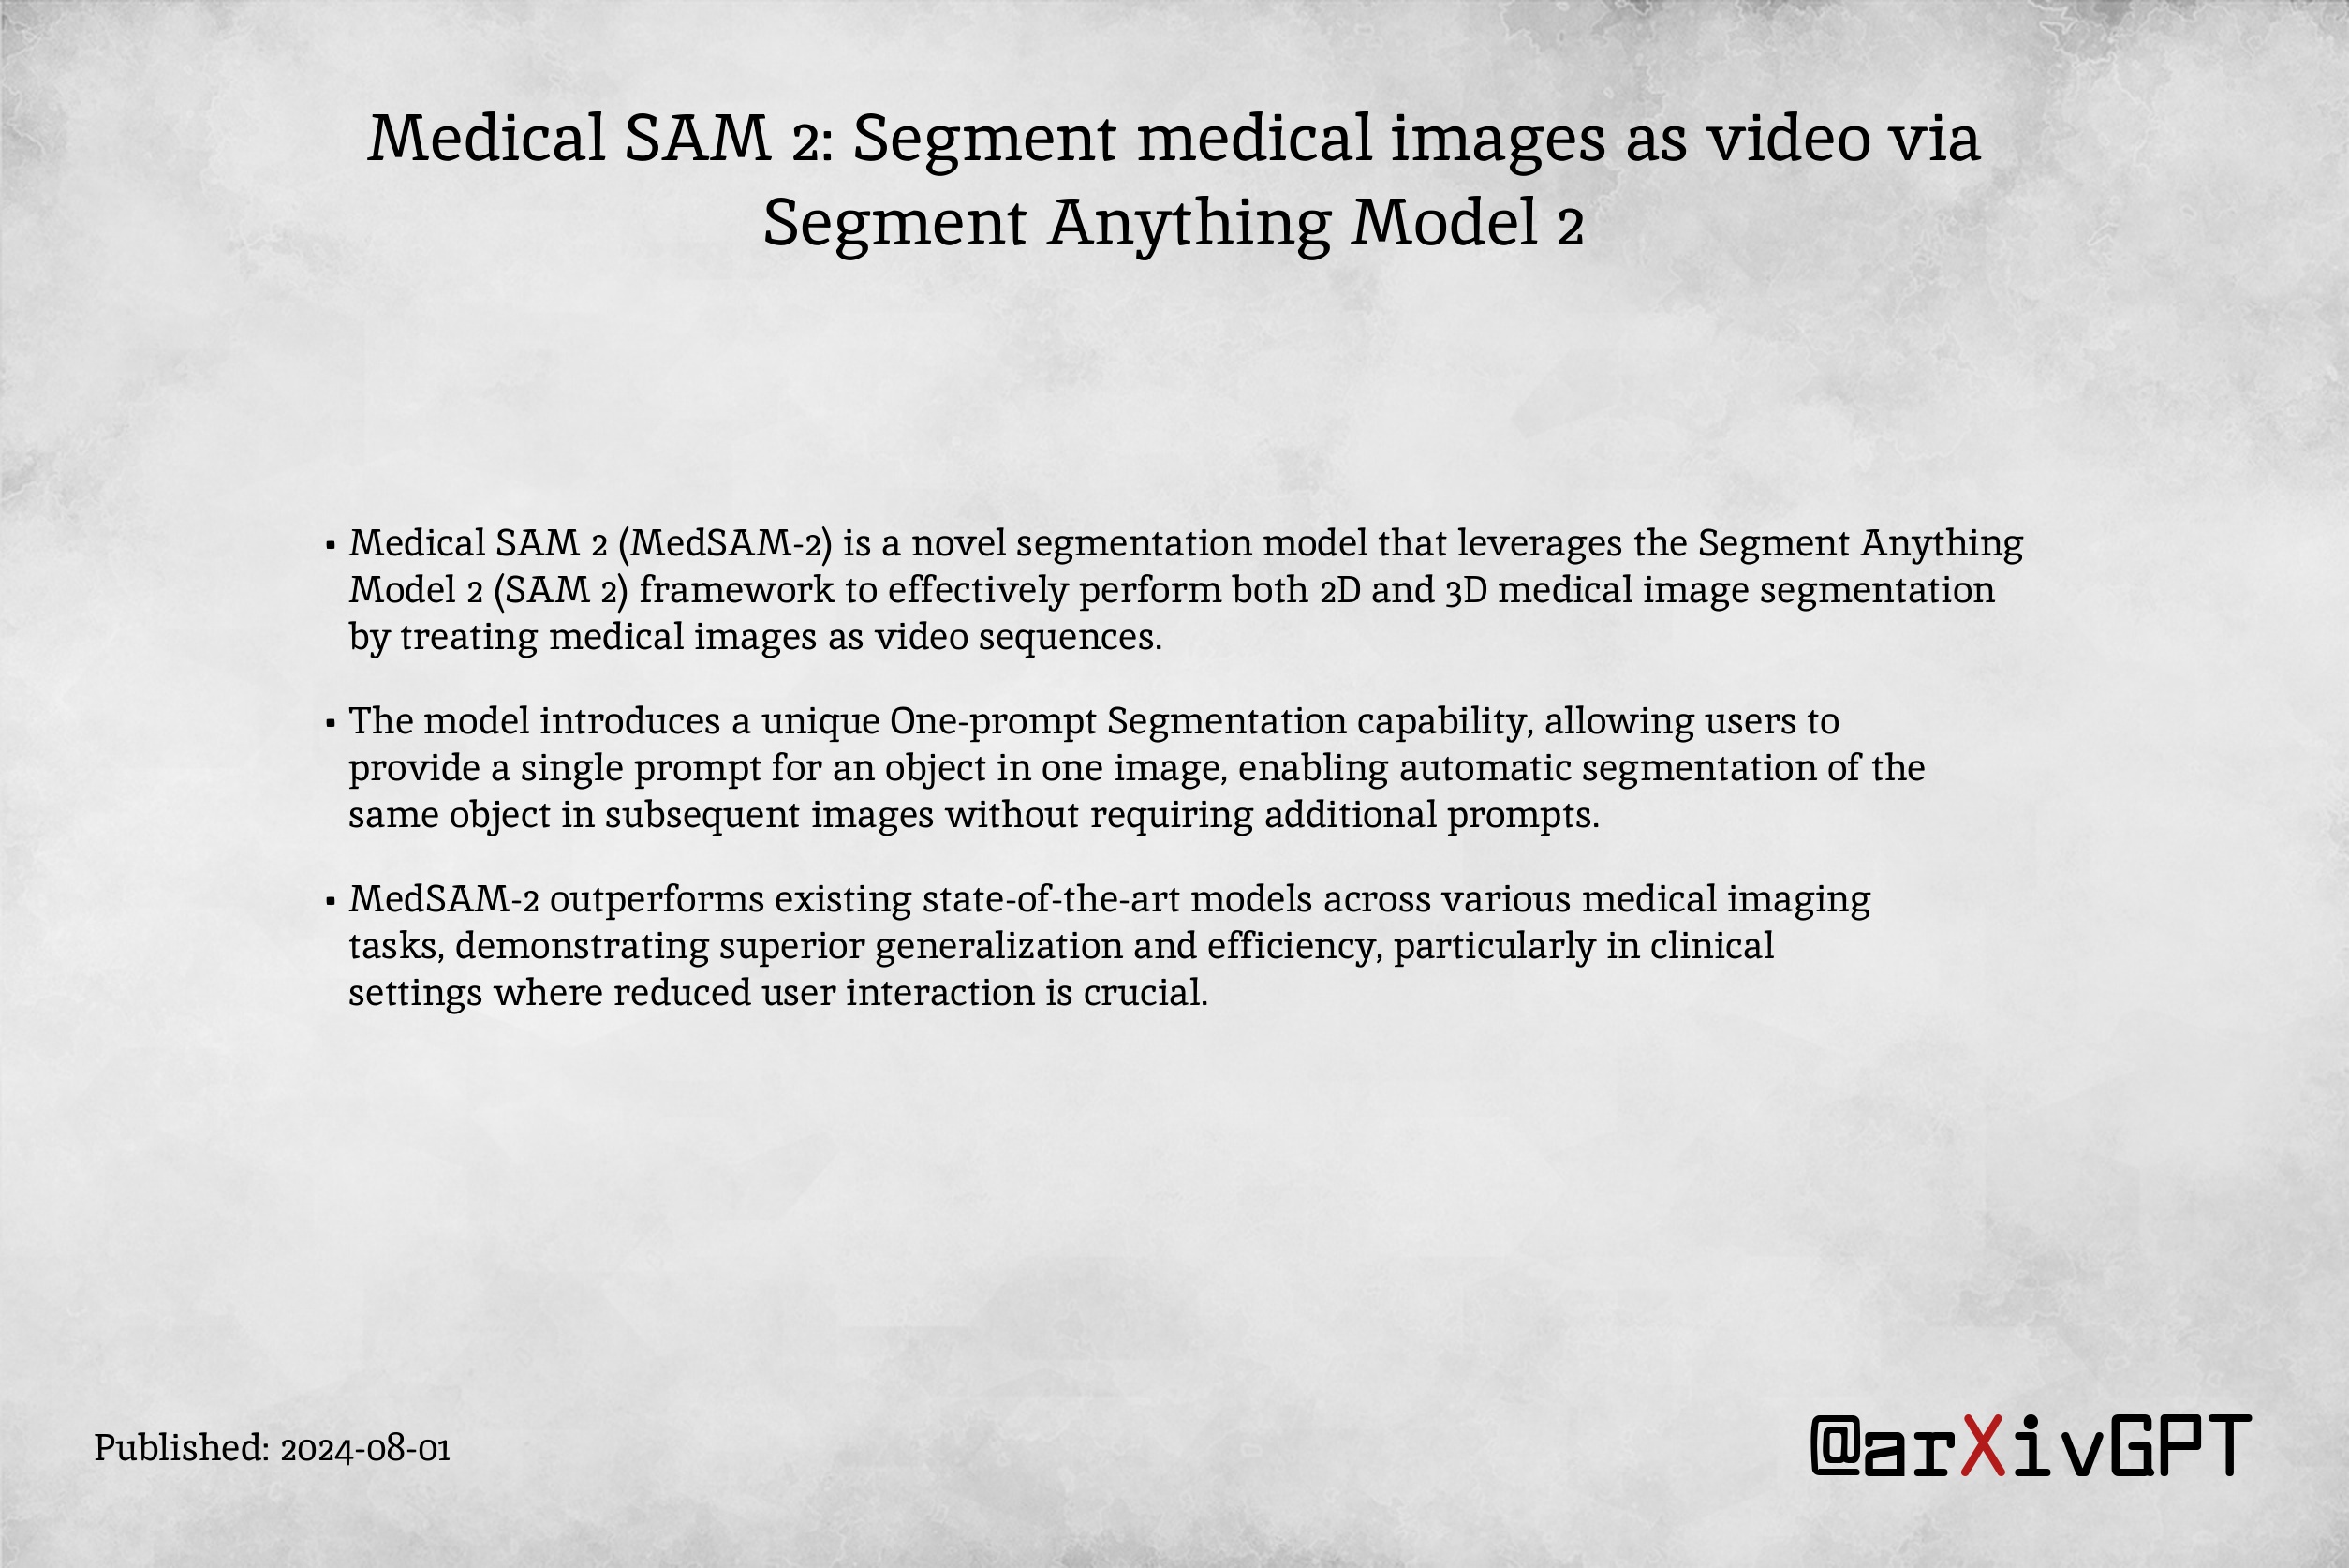 Medical SAM 2: Segment medical images as video via
Segment Anything Model 2
▪ Medical SAM 2 (MedSAM-2) is a novel segmentation model that leverages the Segment Anything
Model 2 (SAM 2) framework to effectively perform both 2D and 3D medical image segmentation
by treating medical images as video sequences.
▪ The model introduces a unique One-prompt Segmentation capability, allowing users to
provide a single prompt for an object in one image, enabling automatic segmentation of the
same object in subsequent images without requiring additional prompts.
▪ MedSAM-2 outperforms existing state-of-the-art models across various medical imaging
tasks, demonstrating superior generalization and efficiency, particularly in clinical
settings where reduced user interaction is crucial.
Published: 2024-08-01
@arXivGPT